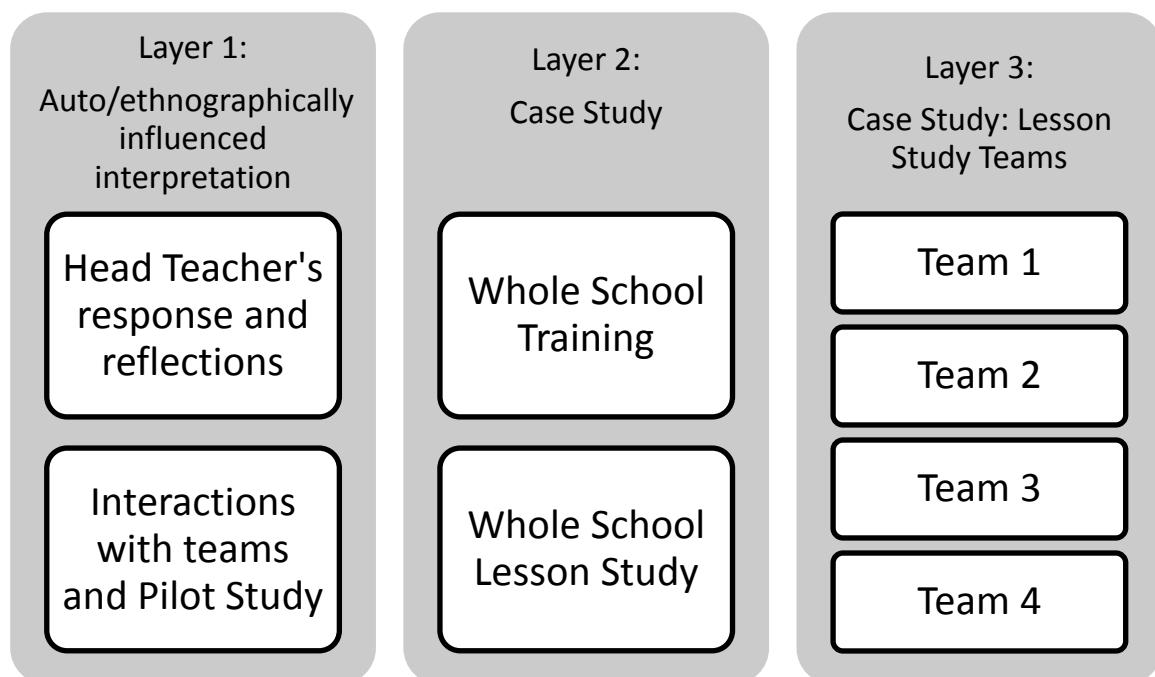 Layer 1:
Auto/ethnographically
influenced
interpretation
Head Teacher's
response and
reflections
Interactions
with teams
and Pilot Study
Layer 2:
Case Study
Whole School
Training
Whole School
Lesson Study
Layer 3:
Case Study: Lesson
Study Teams
Team 1
Team 2
Team 3
Team 4